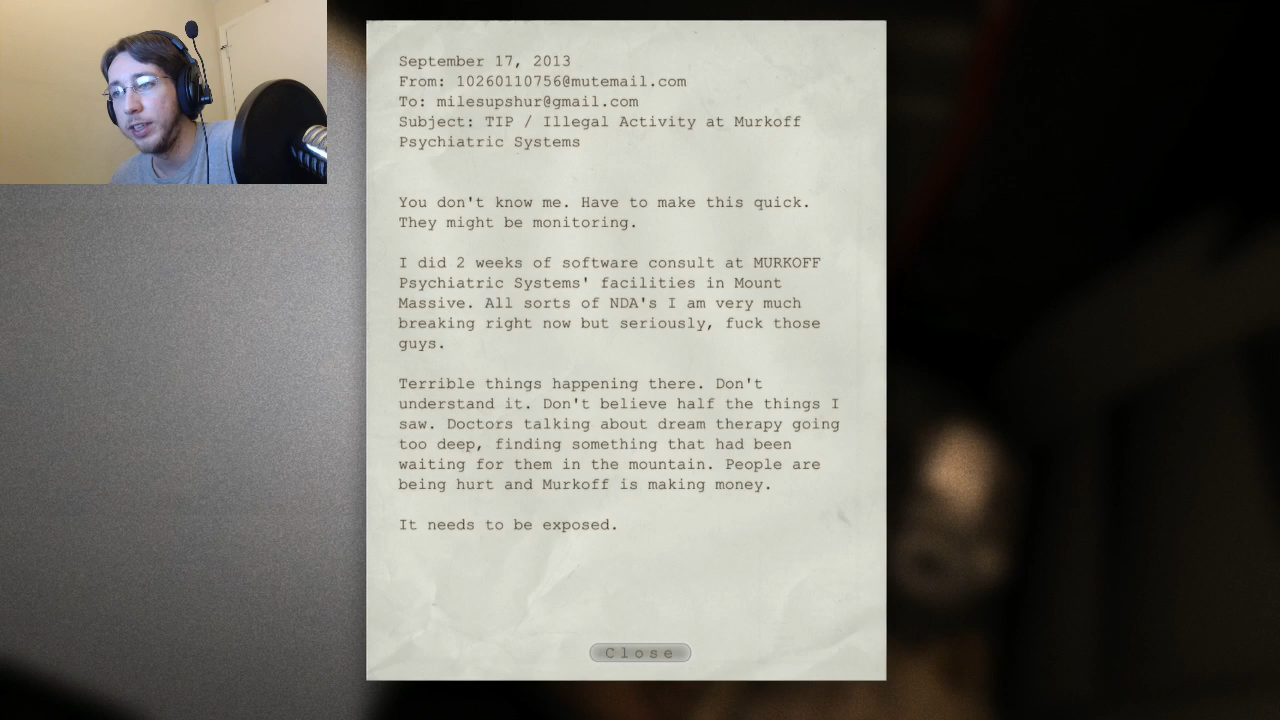 September 17, 2013
From: 10260110756@mutemail.com
To: milesupshur@gmail.com
Subject: TIP / Illegal Activity at Murkoff
Psychiatric Systems
You don't know me. Have to make this quick.
They might be monitoring.
I did 2 weeks of software consult at MURKOFF
Psychiatric Systems' facilities in Mount
Massive. All sorts of NDA's I am very much
breaking right now but seriously, fuck those
guys.
Terrible things happening there. Don't
understand it. Don't believe half the things I
saw. Doctors talking about dream therapy going
too deep, finding something that had been
waiting for them in the mountain. People are
being hurt and Murkoff is making money.
It needs to be exposed.
Close